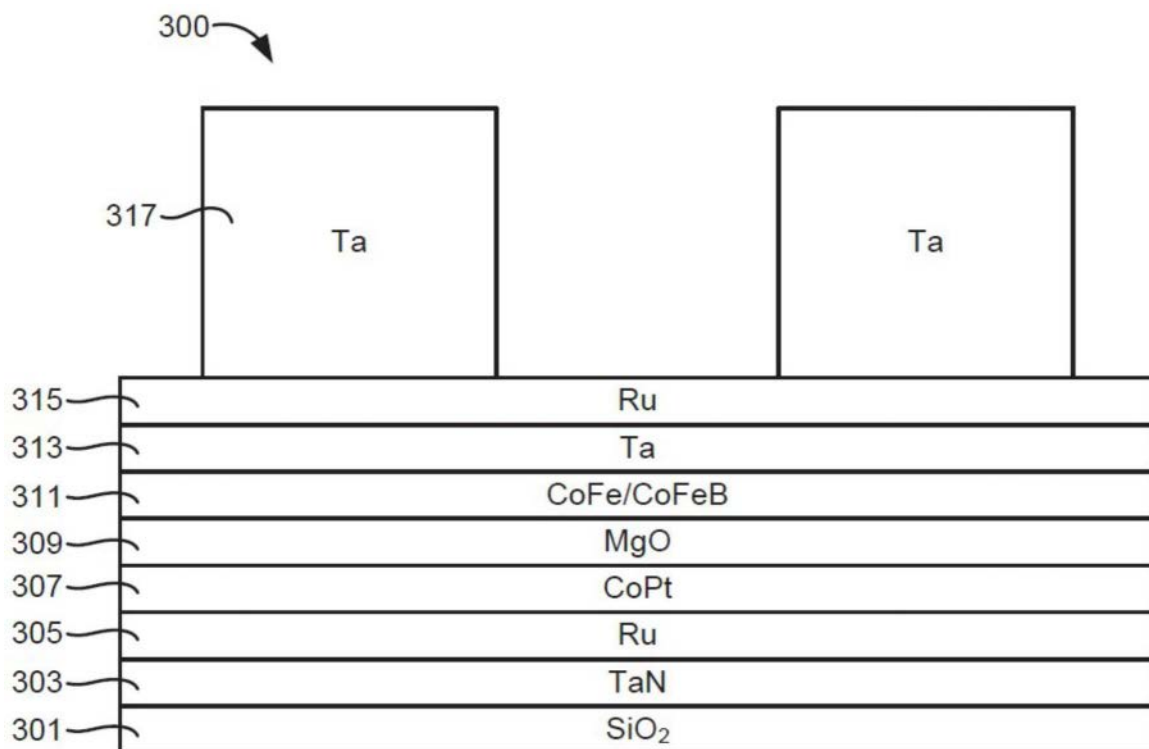 300
317 Ta Ta
315 Ru
313 Ta
311 CoFe/CoFeB
309 MgO
307 CoPt
305 Ru
303 TaN
301 SiO₂